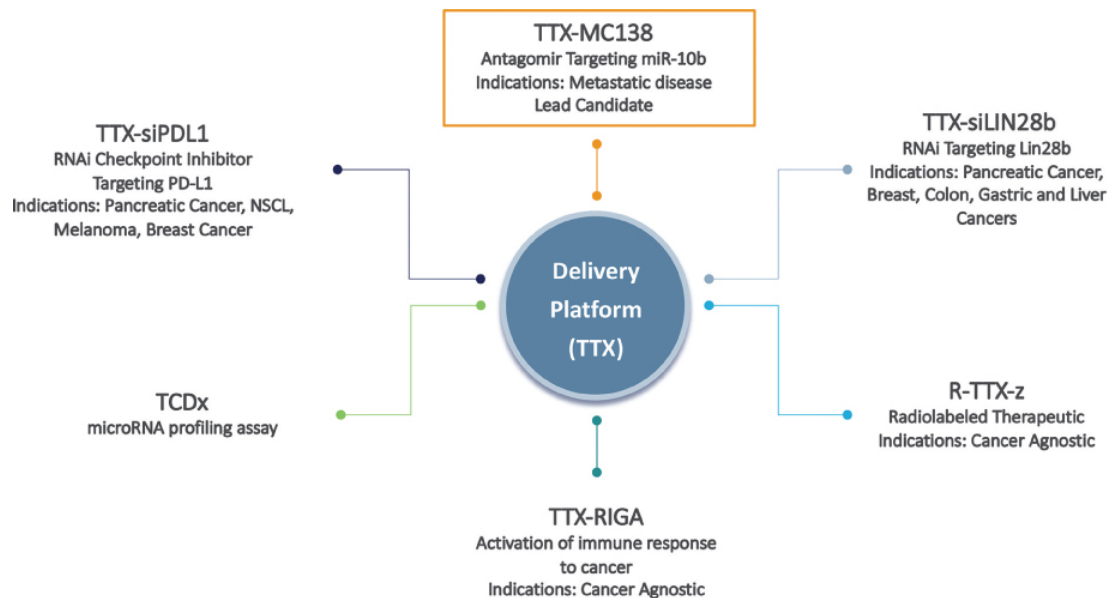 TTX-MC138
Antagomir Targeting miR-10b
Indications: Metastatic disease
Lead Candidate
TTX-siPDL1
RNAi Checkpoint Inhibitor
Targeting PD-L1
Indications: Pancreatic Cancer, NSCL,
Melanoma, Breast Cancer
TTX-siLIN28b
RNAi Targeting Lin28b
Indications: Pancreatic Cancer,
Breast, Colon, Gastric and Liver
Cancers
Delivery
Platform
(TTX)
TCDx
microRNA profiling assay
R-TTX-z
Radiolabeled Therapeutic
Indications: Cancer Agnostic
TTX-RIGA
Activation of immune response
to cancer
Indications: Cancer Agnostic